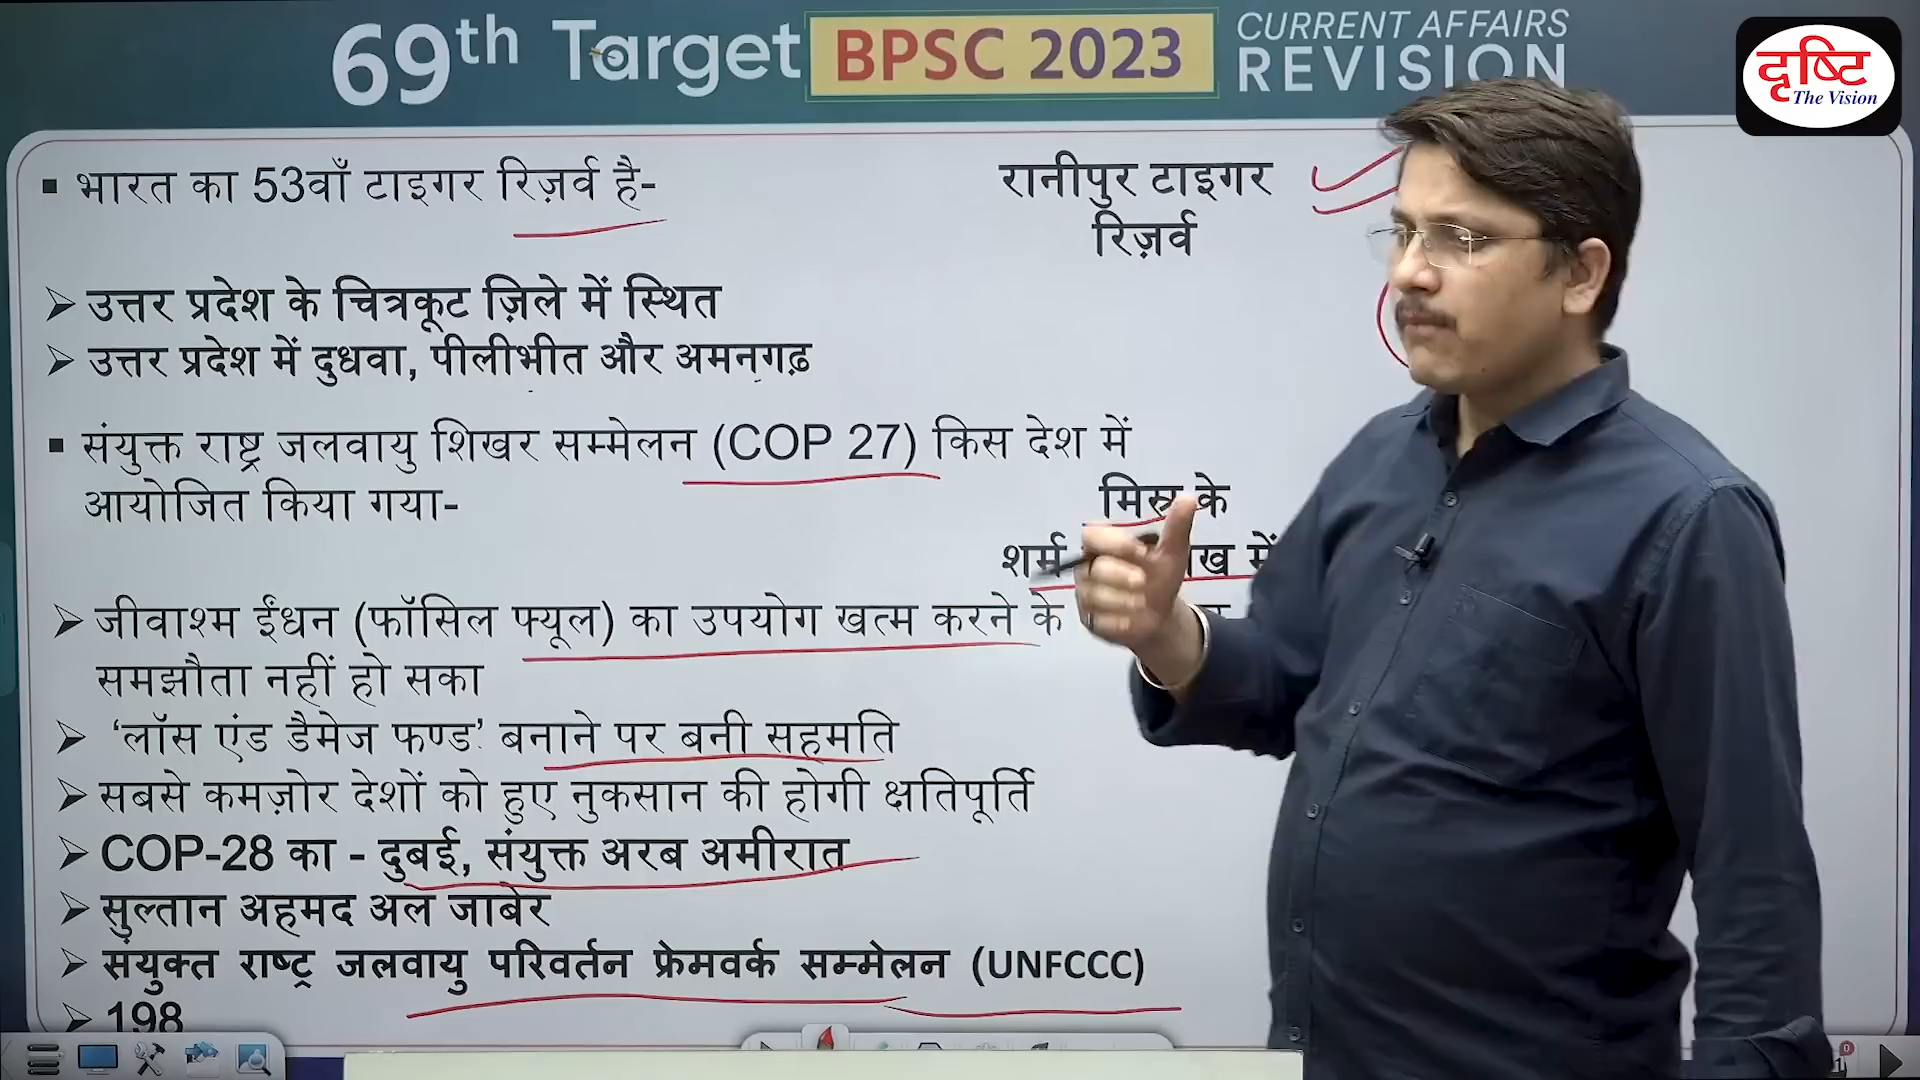 69th Target BPSC 2023 CURRENT AFFAIRS
REVISION
दृष्टि
The Vision
▪ भारत का 53वाँ टाइगर रिज़र्व है-
रानीपुर टाइगर
रिज़र्व
➢ उत्तर प्रदेश के चित्रकूट ज़िले में स्थित
➢ उत्तर प्रदेश में दुधवा, पीलीभीत और अमनगढ़
▪ संयुक्त राष्ट्र जलवायु शिखर सम्मेलन (COP 27) किस देश में
आयोजित किया गया-
मिस्र के
शर्म में
➢ जीवाश्म ईंधन (फॉसिल फ्यूल) का उपयोग खत्म करने के
समझौता नहीं हो सका
➢ ‘लॉस एंड डैमेज फण्ड’ बनाने पर बनी सहमति
➢ सबसे कमज़ोर देशों को हुए नुकसान की होगी क्षतिपूर्ति
➢ COP-28 का - दुबई, संयुक्त अरब अमीरात
➢ सुल्तान अहमद अल जाबेर
➢ संयुक्त राष्ट्र जलवायु परिवर्तन फ्रेमवर्क सम्मेलन (UNFCCC)
➢ 198